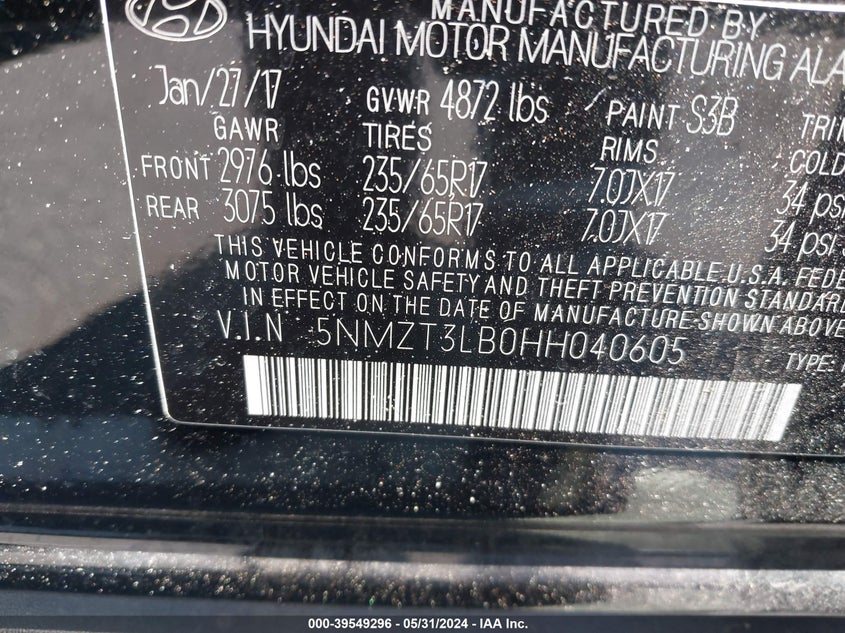 MANUFACTURED BY
HYUNDAI MOTOR MANUFACTURING ALA
Jan/27/17 GVWR 4872 lbs PAINT S3B TRIM
GAWR TIRES RIMS COLD
FRONT 2976 lbs 235/65R17 7.0JX17 34 psi
REAR 3075 lbs 235/65R17 7.0JX17 34 psi
THIS VEHICLE CONFORMS TO ALL APPLICABLE U.S.A. FEDE
MOTOR VEHICLE SAFETY AND THEFT PREVENTION STANDAR
IN EFFECT ON THE DATE OF MANUFACTURE SHOWN ABOVE
V.I.N 5NMZT3LB0HH040605 TYPE:
000-39549296 - 05/31/2024 - IAA Inc.